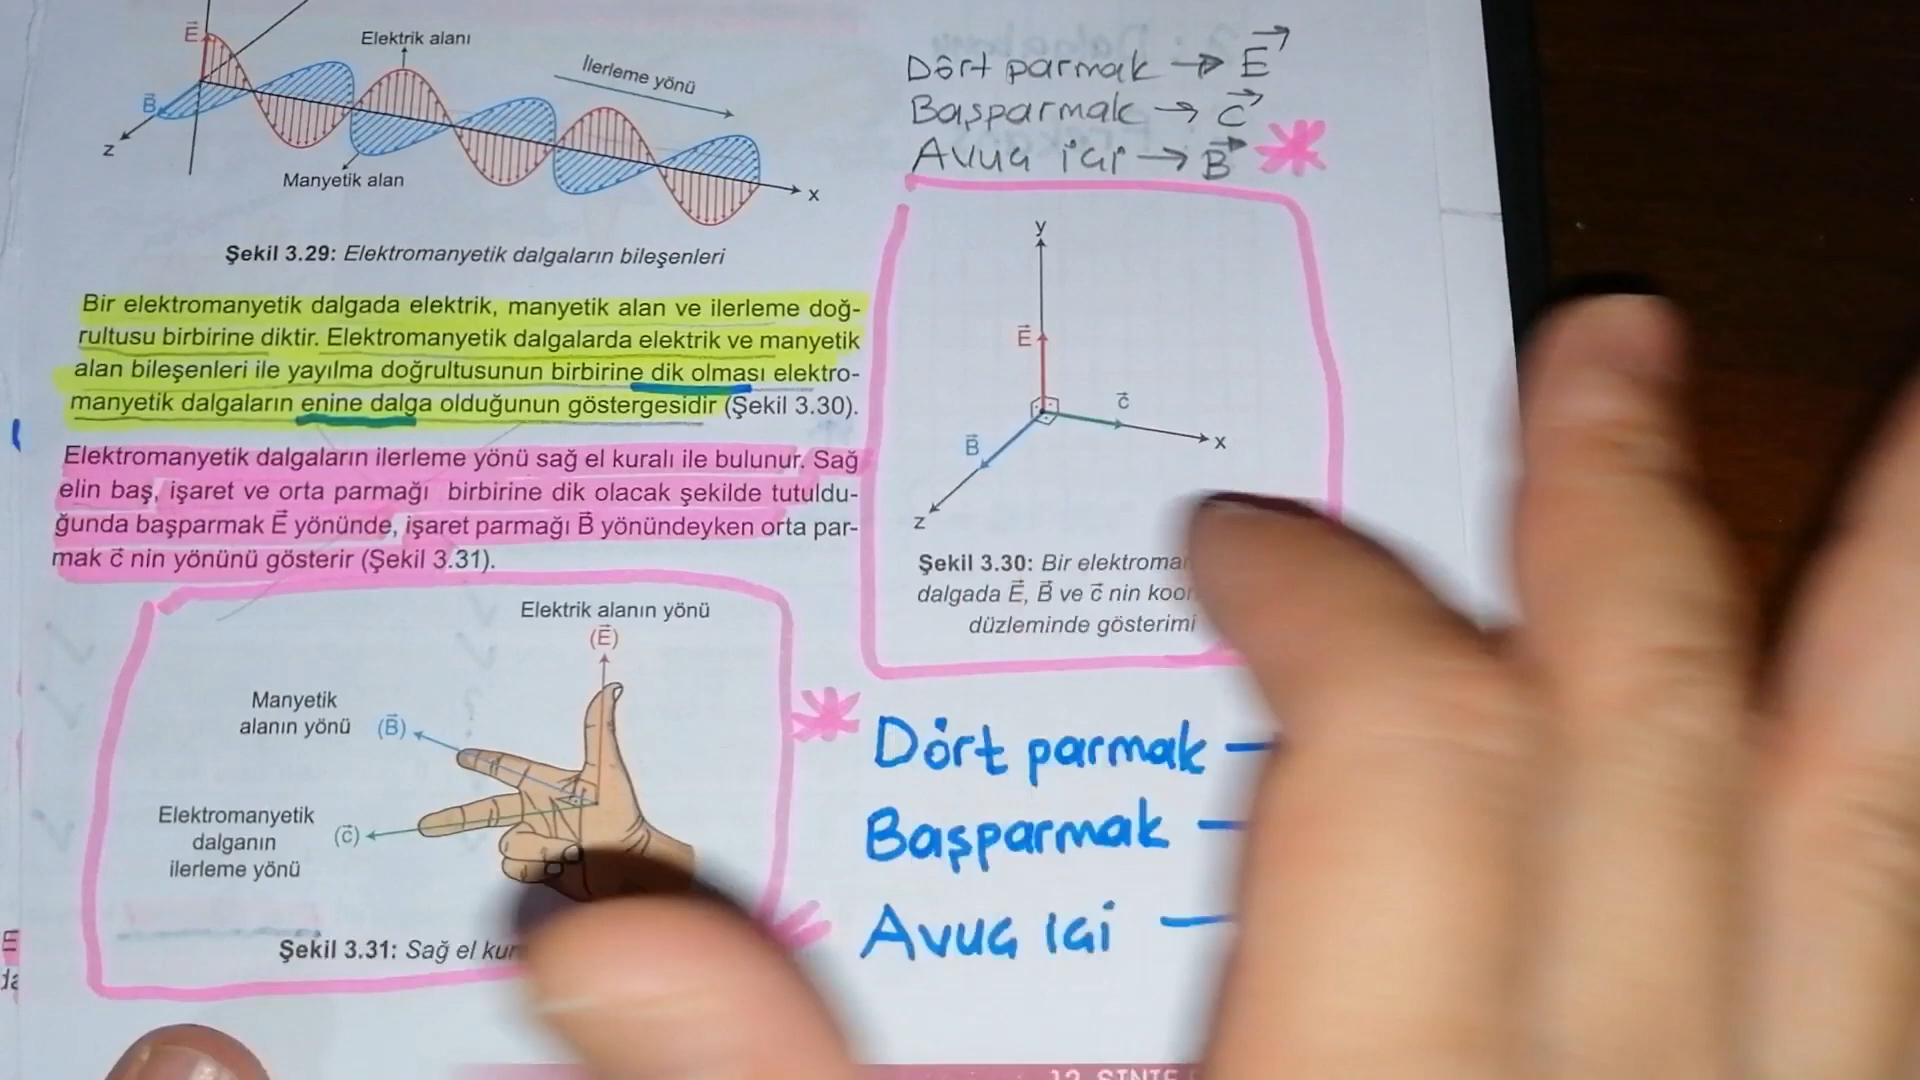 E
Elektrik alanı
İlerleme yönü
B
z
Manyetik alan
x
Şekil 3.29: Elektromanyetik dalgaların bileşenleri
Bir elektromanyetik dalgada elektrik, manyetik alan ve ilerleme doğ-
rultusu birbirine diktir. Elektromanyetik dalgalarda elektrik ve manyetik
alan bileşenleri ile yayılma doğrultusunun birbirine dik olması elektro-
manyetik dalgaların enine dalga olduğunun göstergesidir (Şekil 3.30).
Elektromanyetik dalgaların ilerleme yönü sağ el kuralı ile bulunur. Sağ
elin baş, işaret ve orta parmağı birbirine dik olacak şekilde tutuldu-
ğunda başparmak E⃗ yönünde, işaret parmağı B⃗ yönündeyken orta par-
mak c⃗ nin yönünü gösterir (Şekil 3.31).
Elektrik alanın yönü
(E⃗)
Manyetik
alanın yönü (B⃗)
Elektromanyetik
dalganın
ilerleme yönü
(c⃗)
Şekil 3.31: Sağ el
Dört parmak → E⃗
Başparmak → c⃗
Avuç içi → B⃗
y
E⃗
c⃗
x
B⃗
z
Şekil 3.30: Bir
dalgada E⃗, B⃗ ve c⃗ nin
düzleminde gösterimi
Dört parmak
Başparmak
Avuç içi
12. SINIF